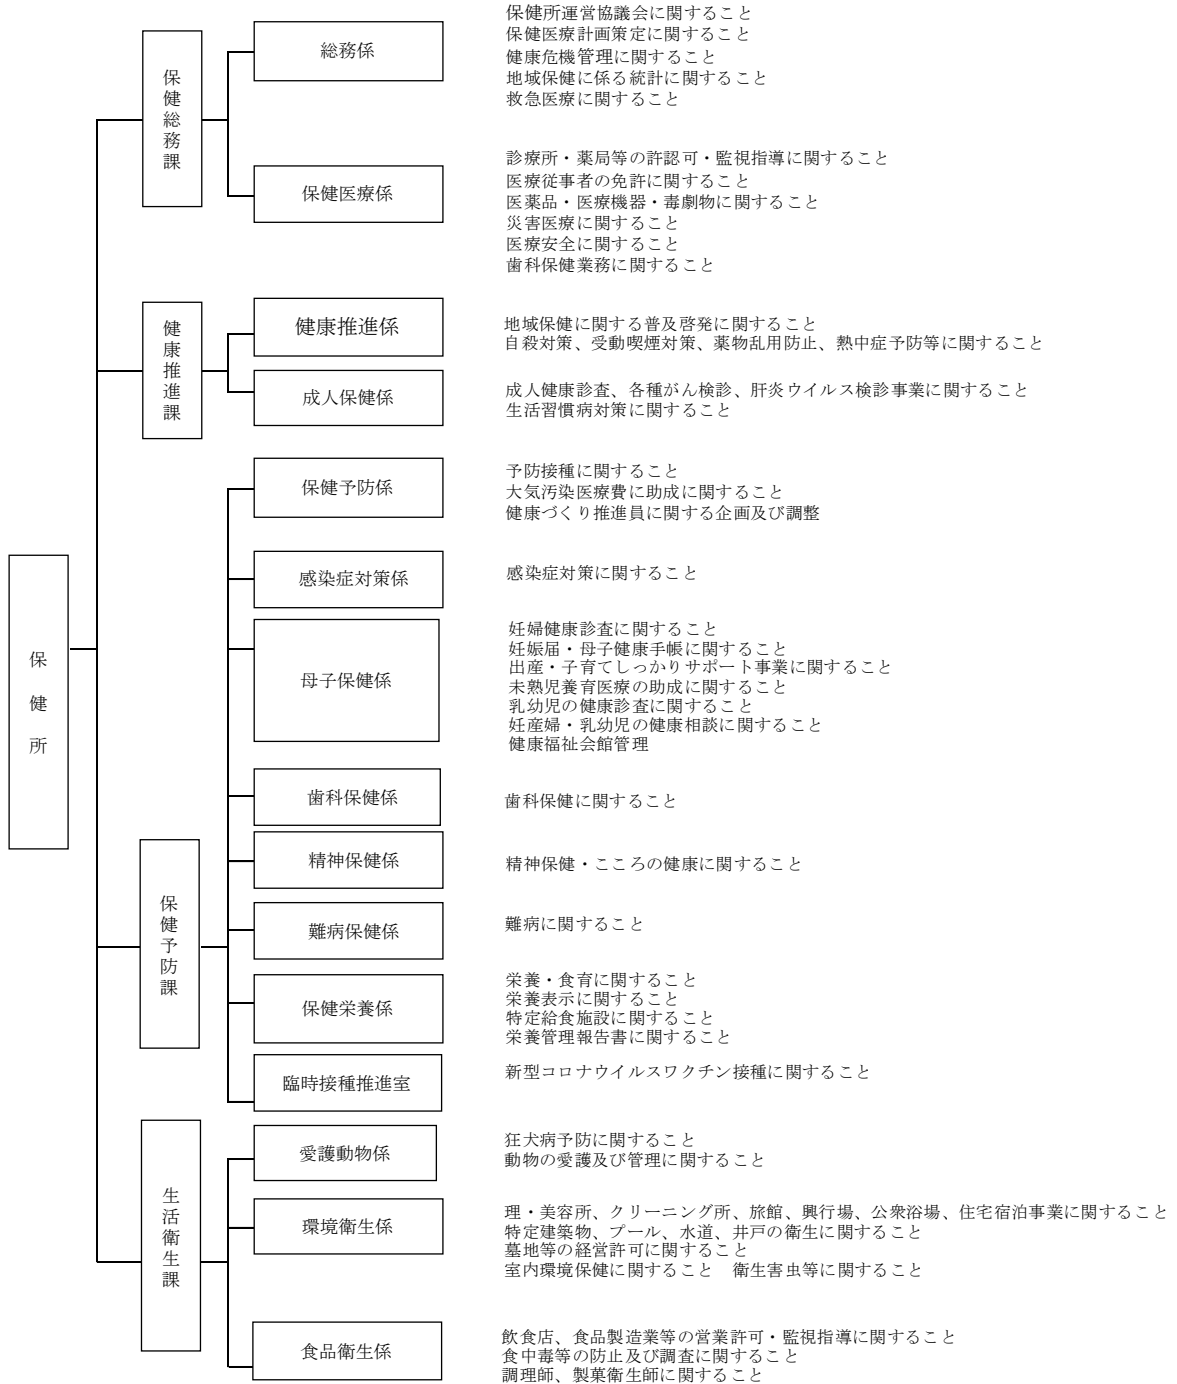 保健所
保健総務課
総務係
保健所運営協議会に関すること
保健医療計画策定に関すること
健康危機管理に関すること
地域保健に係る統計に関すること
救急医療に関すること
保健医療係
診療所・薬局等の許認可・監視指導に関すること
医療従事者の免許に関すること
医薬品・医療機器・毒劇物に関すること
災害医療に関すること
医療安全に関すること
歯科保健業務に関すること
健康推進課
健康推進係
地域保健に関する普及啓発に関すること
自殺対策、受動喫煙対策、薬物乱用防止、熱中症予防等に関すること
成人保健係
成人健康診査、各種がん検診、肝炎ウイルス検診事業に関すること
生活習慣病対策に関すること
保健予防課
保健予防係
予防接種に関すること
大気汚染医療費に助成に関すること
健康づくり推進員に関する企画及び調整
感染症対策係
感染症対策に関すること
母子保健係
妊婦健康診査に関すること
妊娠届・母子健康手帳に関すること
出産・子育てしっかりサポート事業に関すること
未熟児養育医療の助成に関すること
乳幼児の健康診査に関すること
妊産婦・乳幼児の健康相談に関すること
健康福祉会館管理
歯科保健係
歯科保健に関すること
精神保健係
精神保健・こころの健康に関すること
難病保健係
難病に関すること
保健栄養係
栄養・食育に関すること
栄養表示に関すること
特定給食施設に関すること
栄養管理報告書に関すること
臨時接種推進室
新型コロナウイルスワクチン接種に関すること
生活衛生課
愛護動物係
狂犬病予防に関すること
動物の愛護及び管理に関すること
環境衛生係
理・美容所、クリーニング所、旅館、興行場、公衆浴場、住宅宿泊事業に関すること
特定建築物、プール、水道、井戸の衛生に関すること
墓地等の経営許可に関すること
室内環境保健に関すること　衛生害虫等に関すること
食品衛生係
飲食店、食品製造業等の営業許可・監視指導に関すること
食中毒等の防止及び調査に関すること
調理師、製菓衛生師に関すること